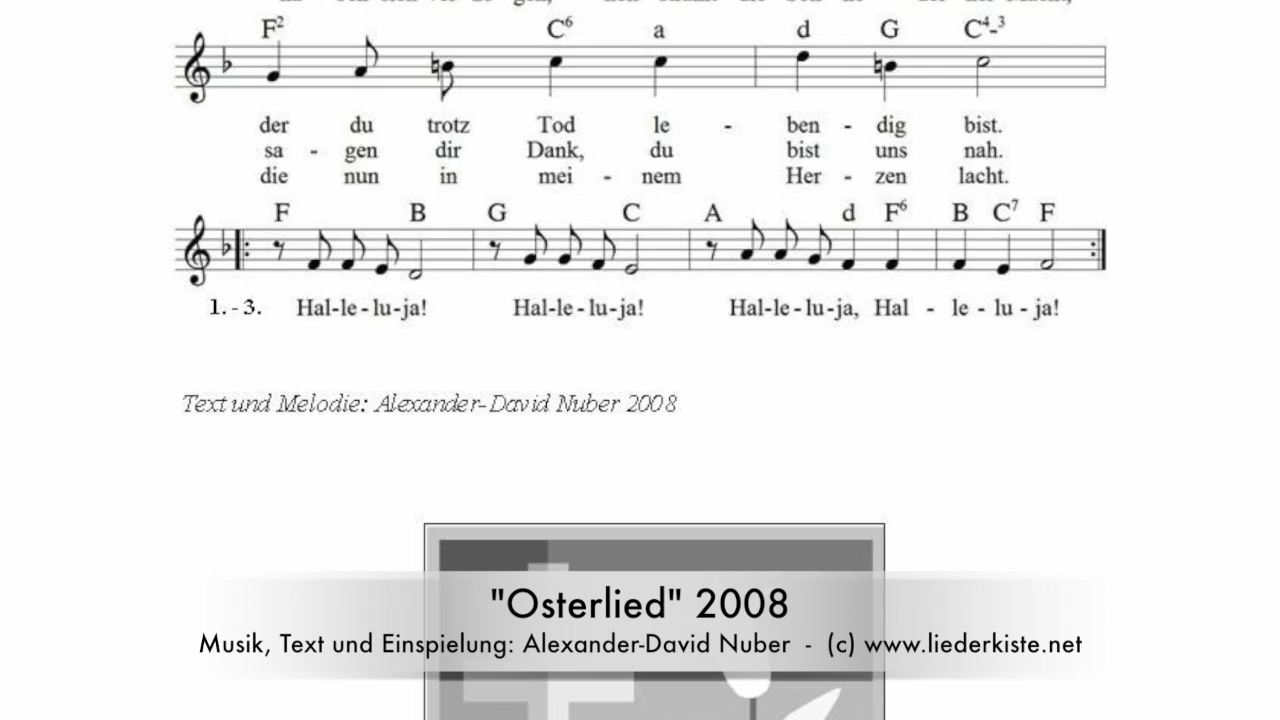 F² C⁶ a d G C⁴-³
der du trotz Tod le - ben - dig bist.
sa - gen dir Dank, du bist uns nah.
die nun in mei - nem Her - zen lacht.
F B G C A d F⁶ B C⁷ F
1. - 3. Hal-le-lu-ja! Hal-le-lu-ja! Hal-le-lu-ja, Hal - le - lu - ja!
Text und Melodie: Alexander-David Nuber 2008
"Osterlied" 2008
Musik, Text und Einspielung: Alexander-David Nuber - (c) www.liederkiste.net